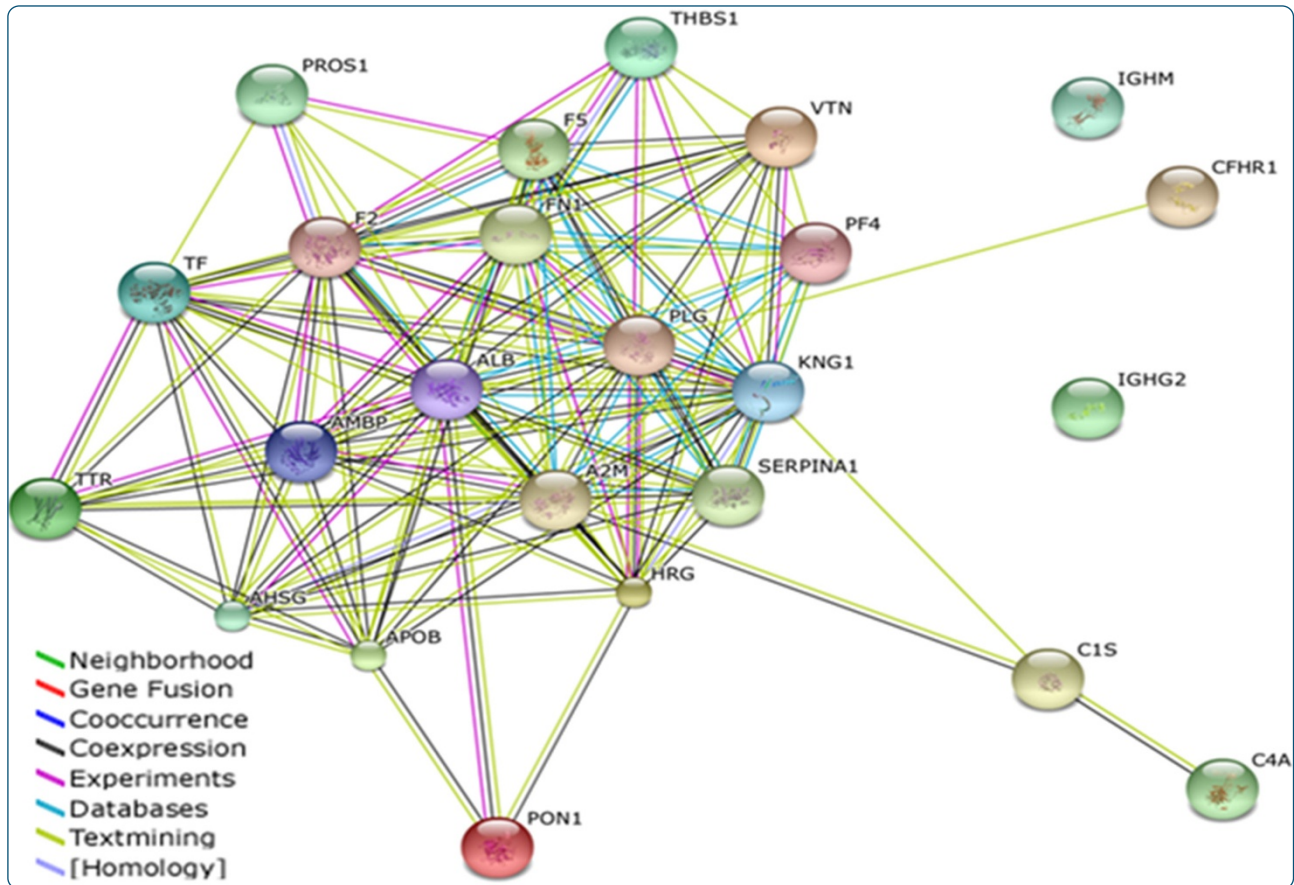 THBS1
PROS1
IGHM
VTN
F5
CFHR1
FN1
F2
PF4
TF
PLG
ALB
KNG1
IGHG2
AMBP
A2M
SERPINA1
TTR
HRG
AHSG
APOB
C1S
Neighborhood
Gene Fusion
Cooccurrence
Coexpression
C4A
Experiments
Databases
PON1
Textmining
[Homology]